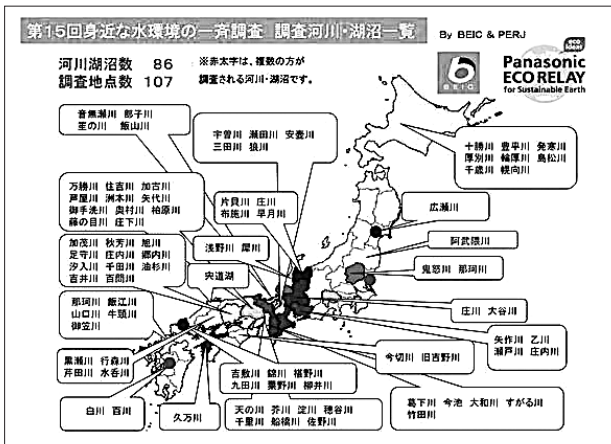 第15回身近な水環境の一斉調査 調査河川・湖沼一覧
By BEIC & PERJ
河川湖沼数 86
調査地点数 107
※赤太字は、複数の方が
調査される河川・湖沼です。
BEIC
eco ideas
Panasonic
ECO RELAY
for Sustainable Earth
音無瀬川 郎子川
笙の川 飯山川
宇曽川 瀬田川 安壷川
三田川 狼川
十勝川 豊平川 発寒川
厚別川 輪厚川 島松川
千歳川 幌向川
万勝川 住吉川 加古川
芦屋川 洲本川 矢代川
御手洗川 奥村川 柏原川
藤の目川 庄下川
片貝川 庄川
布施川 早月川
広瀬川
阿武隈川
浅野川 犀川
鬼怒川 那珂川
加茂川 秋芳川 旭川
足守川 庄内川 郷内川
汐入川 千田川 油杉川
吉井川 百間川
宍道湖
那珂川 飯江川
山口川 牛頸川
御笠川
庄川 大谷川
矢作川 乙川
瀬戸川 庄内川
黒瀬川 行森川
芹田川 水呑川
今切川 旧吉野川
吉敷川 錦川 椹野川
九田川 粟野川 柳井川
白川 百川
久万川
天の川 芥川 淀川 穂谷川
千里川 船橋川 佐野川
葛下川 今池 大和川 すがる川
竹田川